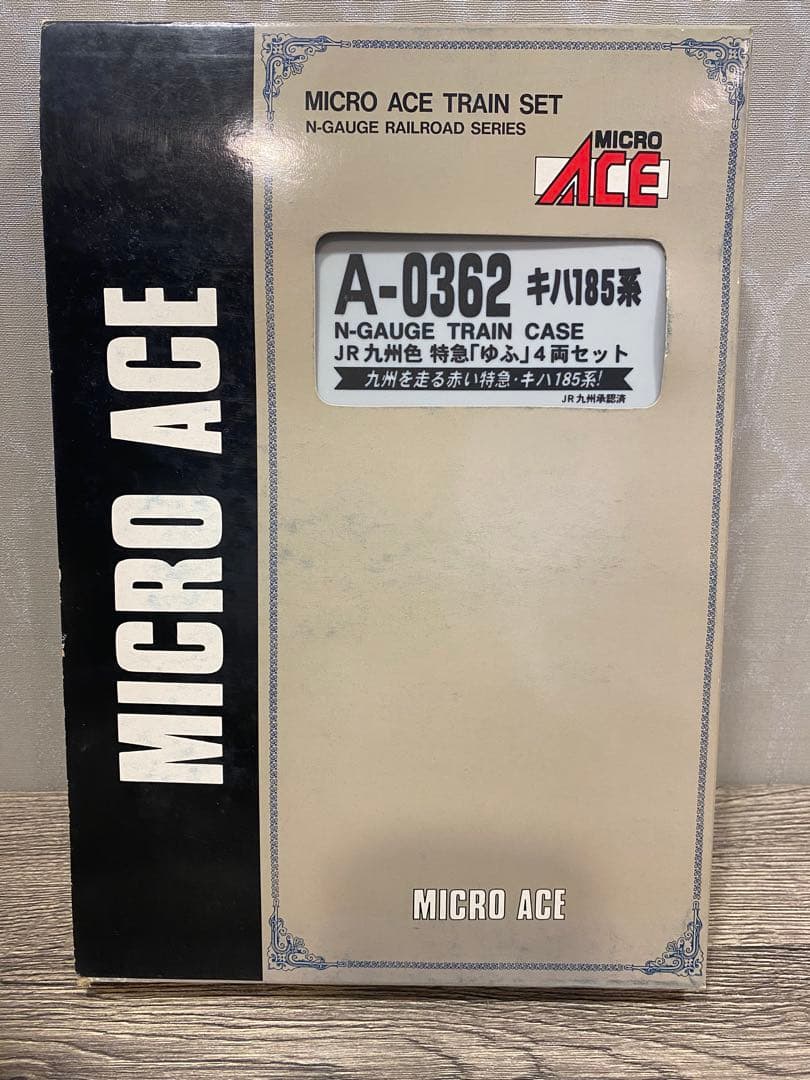 MICRO ACE TRAIN SET
N-GAUGE RAILROAD SERIES
MICRO
ACE
A-0362 キハ185系
N-GAUGE TRAIN CASE
JR九州色 特急「ゆふ」4両セット
九州を走る赤い特急・キハ185系!
JR九州承認済
MICRO ACE
MICRO ACE